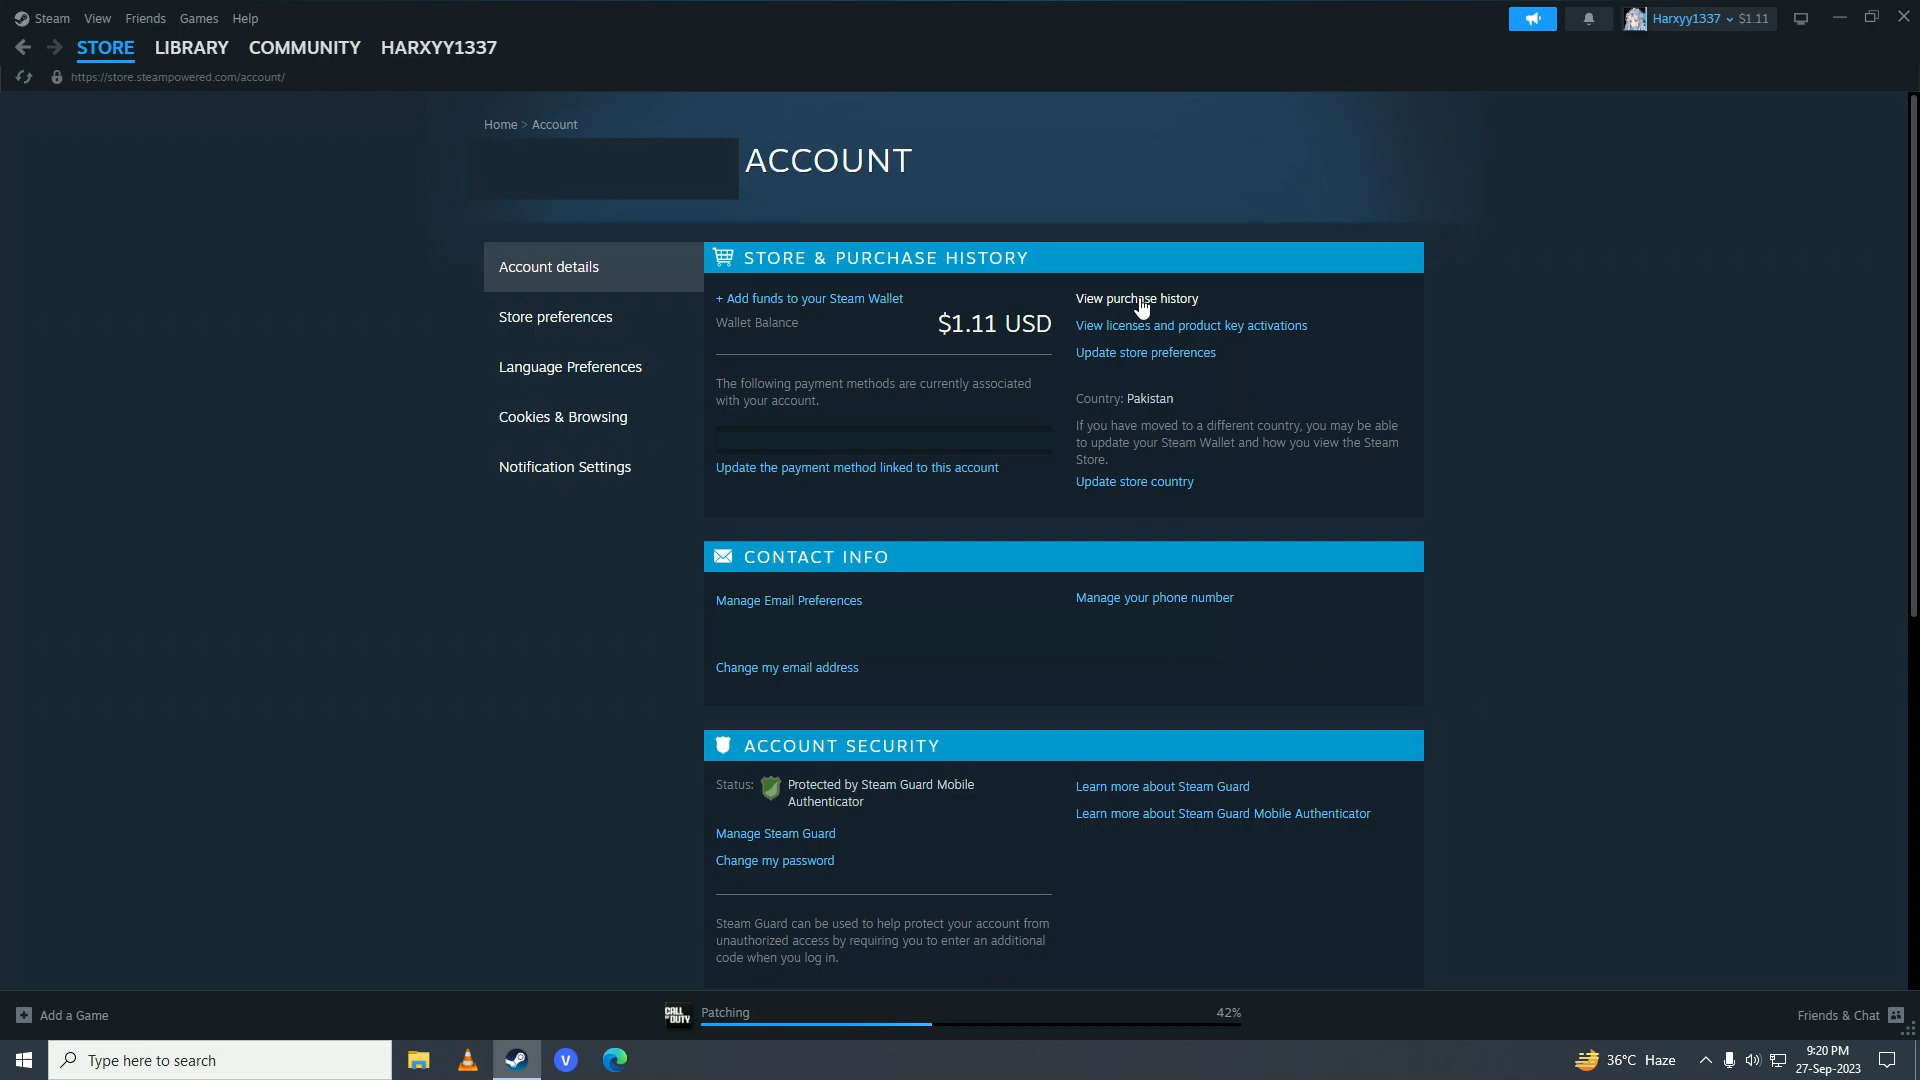 Steam View Friends Games Help
Harxyy1337 $1.11
STORE LIBRARY COMMUNITY HARXYY1337
https://store.steampowered.com/account/
Home > Account
ACCOUNT
Account details
Store preferences
Language Preferences
Cookies & Browsing
Notification Settings
STORE & PURCHASE HISTORY
+ Add funds to your Steam Wallet
Wallet Balance
$1.11 USD
The following payment methods are currently associated
with your account.
Update the payment method linked to this account
View purchase history
View licenses and product key activations
Update store preferences
Country: Pakistan
If you have moved to a different country, you may be able
to update your Steam Wallet and how you view the Steam
Store.
Update store country
CONTACT INFO
Manage Email Preferences
Manage your phone number
Change my email address
ACCOUNT SECURITY
Status: Protected by Steam Guard Mobile
Authenticator
Manage Steam Guard
Change my password
Learn more about Steam Guard
Learn more about Steam Guard Mobile Authenticator
Steam Guard can be used to help protect your account from
unauthorized access by requiring you to enter an additional
code when you log in.
Add a Game
CALL OF DUTY
Patching 42%
Friends & Chat
Type here to search
V
36°C Haze
9:20 PM
27-Sep-2023